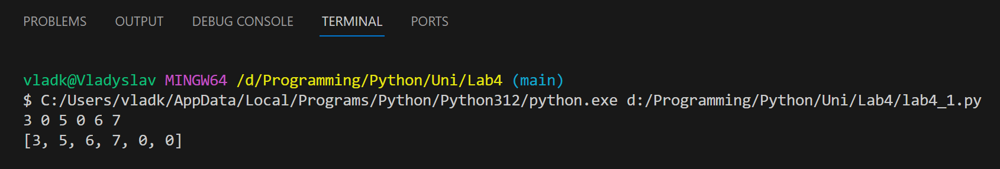 PROBLEMS OUTPUT DEBUG CONSOLE TERMINAL PORTS
vladk@Vladyslav MINGW64 /d/Programming/Python/Uni/Lab4 (main)
$ C:/Users/vladk/AppData/Local/Programs/Python/Python312/python.exe d:/Programming/Python/Uni/Lab4/lab4_1.py
3 0 5 0 6 7
[3, 5, 6, 7, 0, 0]